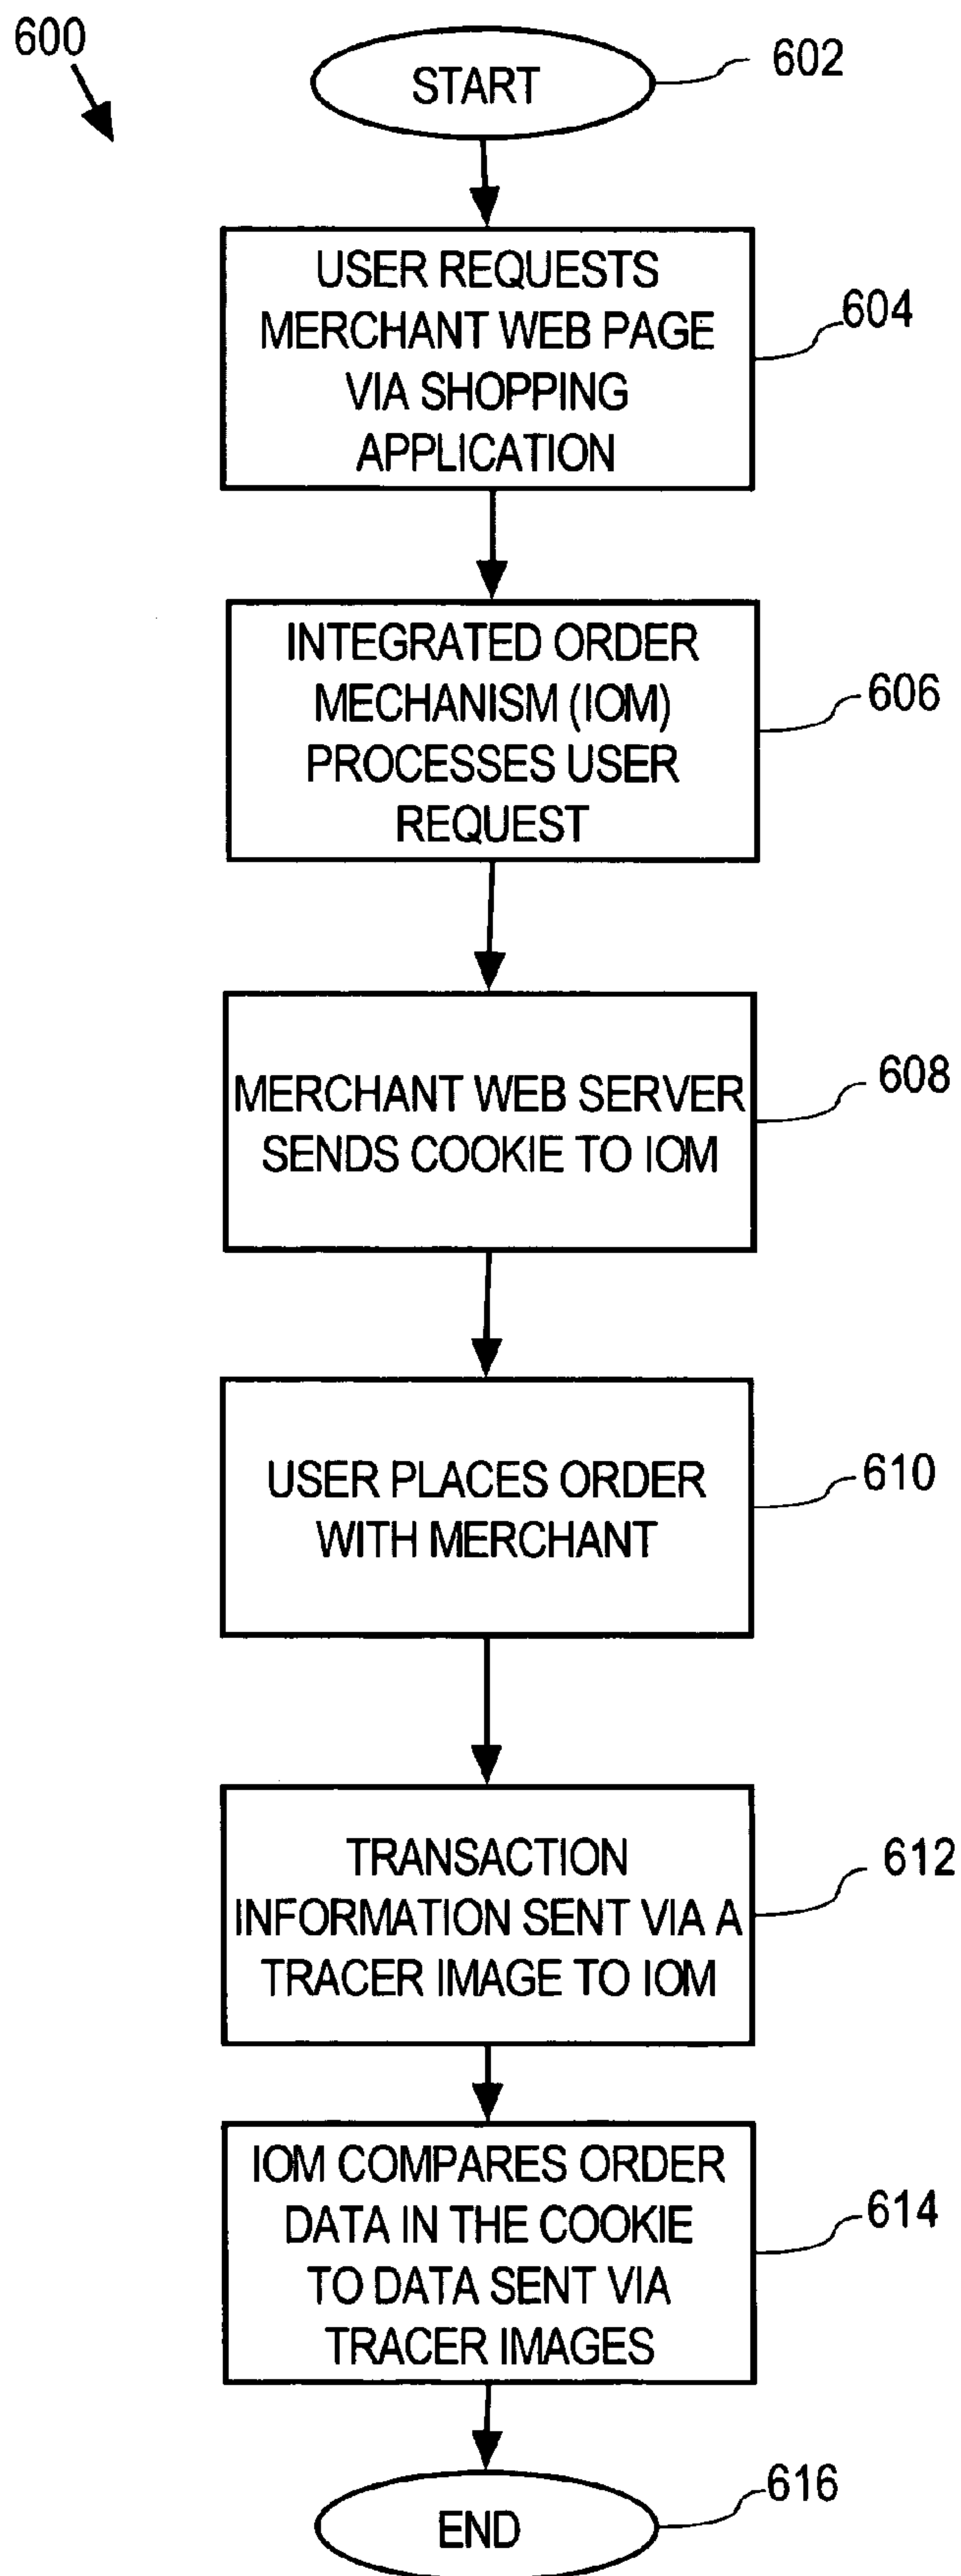 600
START
602
USER REQUESTS
MERCHANT WEB PAGE
VIA SHOPPING
APPLICATION
604
INTEGRATED ORDER
MECHANISM (IOM)
PROCESSES USER
REQUEST
606
MERCHANT WEB SERVER
SENDS COOKIE TO IOM
608
USER PLACES ORDER
WITH MERCHANT
610
TRANSACTION
INFORMATION SENT VIA A
TRACER IMAGE TO IOM
612
IOM COMPARES ORDER
DATA IN THE COOKIE
TO DATA SENT VIA
TRACER IMAGES
614
END
616